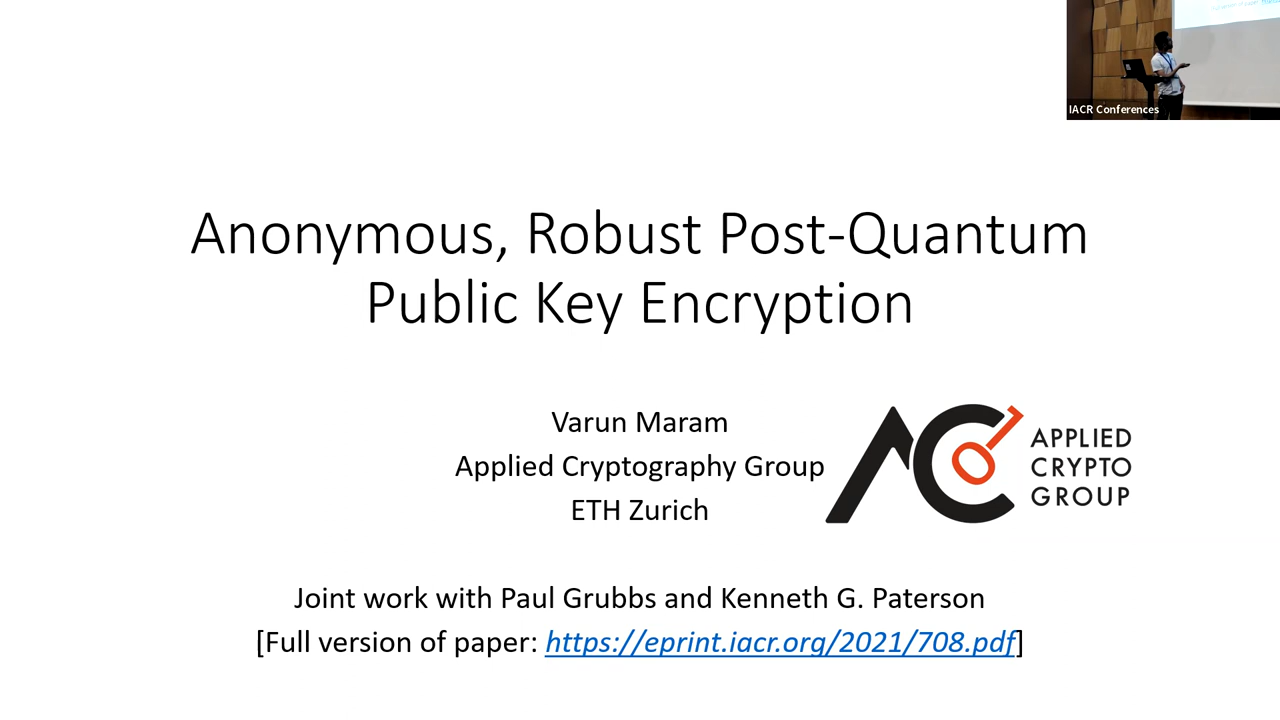 IACR Conferences
Anonymous, Robust Post-Quantum
Public Key Encryption
Varun Maram
Applied Cryptography Group
ETH Zurich
APPLIED
CRYPTO
GROUP
Joint work with Paul Grubbs and Kenneth G. Paterson
[Full version of paper: https://eprint.iacr.org/2021/708.pdf]